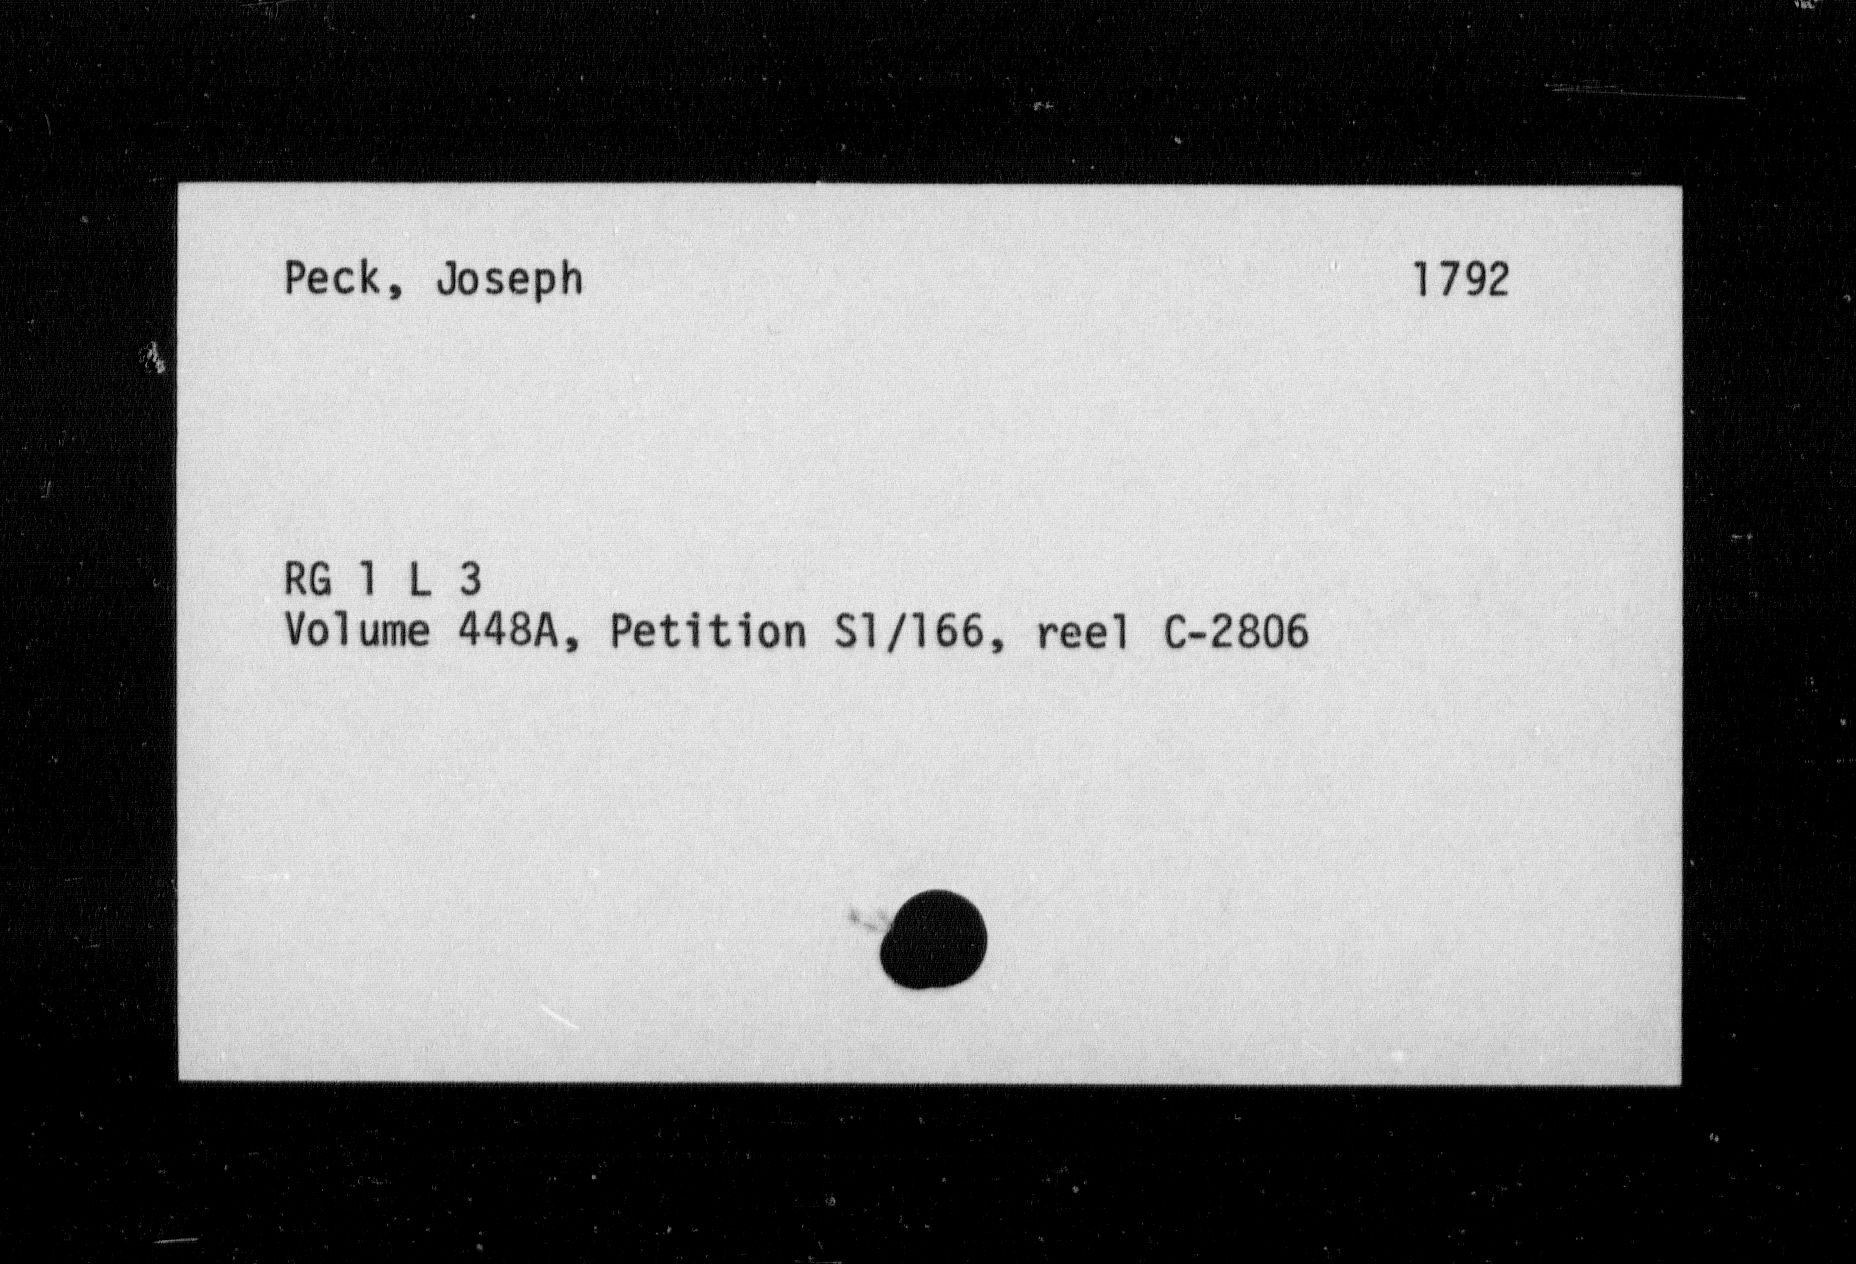 Peck, Joseph 1792
RG 1 L 3
Volume 448A, Petition S1/166, reel C-2806